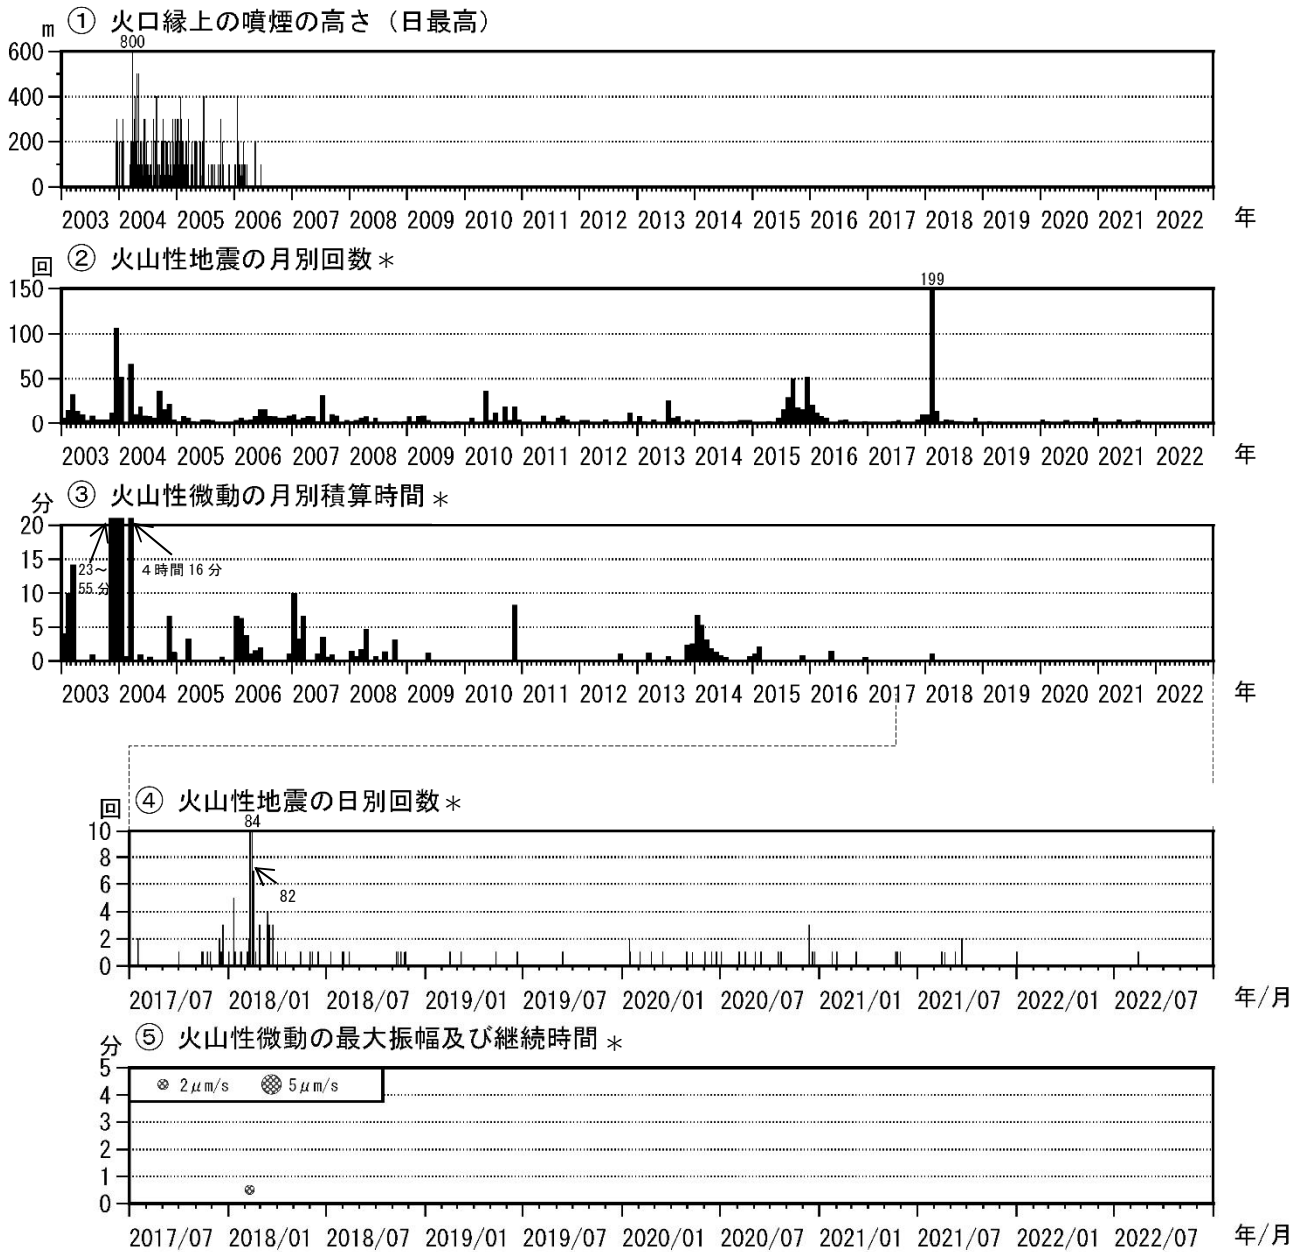 m ① 火口縁上の噴煙の高さ（日最高）
800
600
400
200
0
2003 2004 2005 2006 2007 2008 2009 2010 2011 2012 2013 2014 2015 2016 2017 2018 2019 2020 2021 2022 年
回 ② 火山性地震の月別回数＊
199
150
100
50
0
2003 2004 2005 2006 2007 2008 2009 2010 2011 2012 2013 2014 2015 2016 2017 2018 2019 2020 2021 2022 年
分 ③ 火山性微動の月別積算時間＊
20
15
23～ 4時間16分
55分
10
5
0
2003 2004 2005 2006 2007 2008 2009 2010 2011 2012 2013 2014 2015 2016 2017 2018 2019 2020 2021 2022 年
回 ④ 火山性地震の日別回数＊
84
10
8
6
82
4
2
0
2017/07 2018/01 2018/07 2019/01 2019/07 2020/01 2020/07 2021/01 2021/07 2022/01 2022/07 年/月
分 ⑤ 火山性微動の最大振幅及び継続時間＊
5
2μm/s 5μm/s
4
3
2
1
0
2017/07 2018/01 2018/07 2019/01 2019/07 2020/01 2020/07 2021/01 2021/07 2022/01 2022/07 年/月